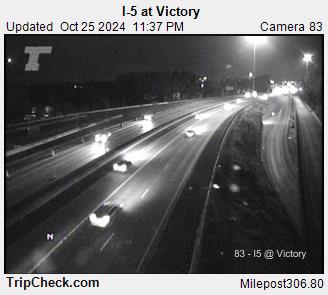 I-5 at Victory
Updated Oct 25 2024 11:37 PM Camera 83
T
N
83 - I5 @ Victory
TripCheck.com Milepost306.80